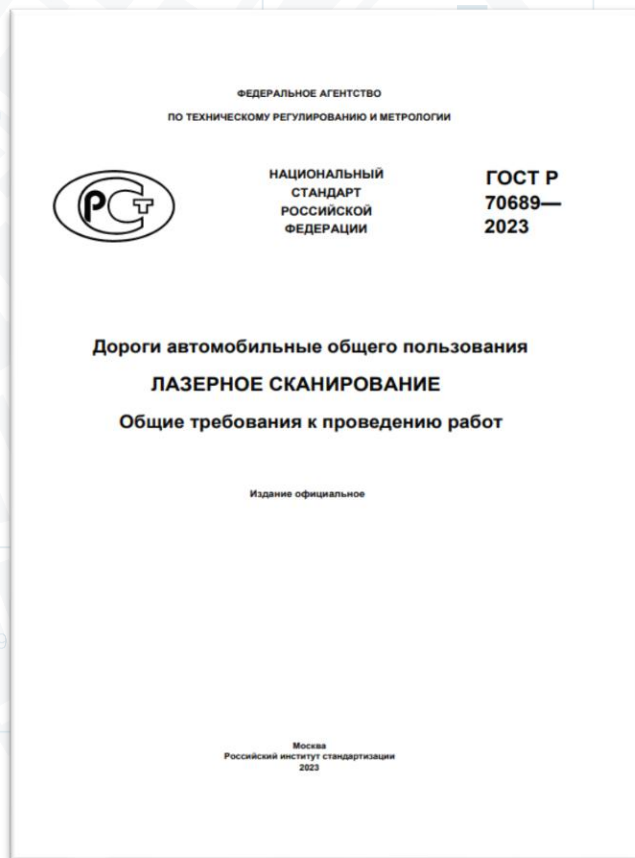 ФЕДЕРАЛЬНОЕ АГЕНТСТВО
ПО ТЕХНИЧЕСКОМУ РЕГУЛИРОВАНИЮ И МЕТРОЛОГИИ
РСТ
НАЦИОНАЛЬНЫЙ
СТАНДАРТ
РОССИЙСКОЙ
ФЕДЕРАЦИИ
ГОСТ Р
70689—
2023
Дороги автомобильные общего пользования
ЛАЗЕРНОЕ СКАНИРОВАНИЕ
Общие требования к проведению работ
Издание официальное
Москва
Российский институт стандартизации
2023